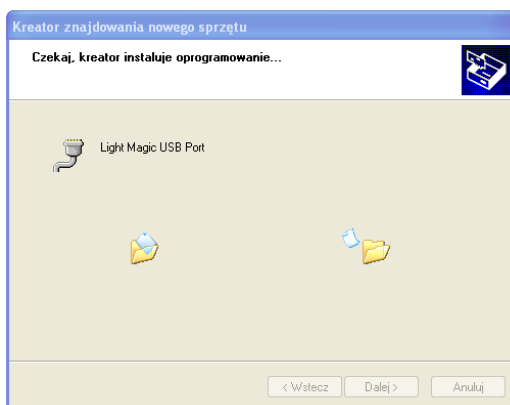 Kreator znajdowania nowego sprzętu
Czekaj, kreator instaluje oprogramowanie...
Light Magic USB Port
< Wstecz
Dalej >
Anuluj